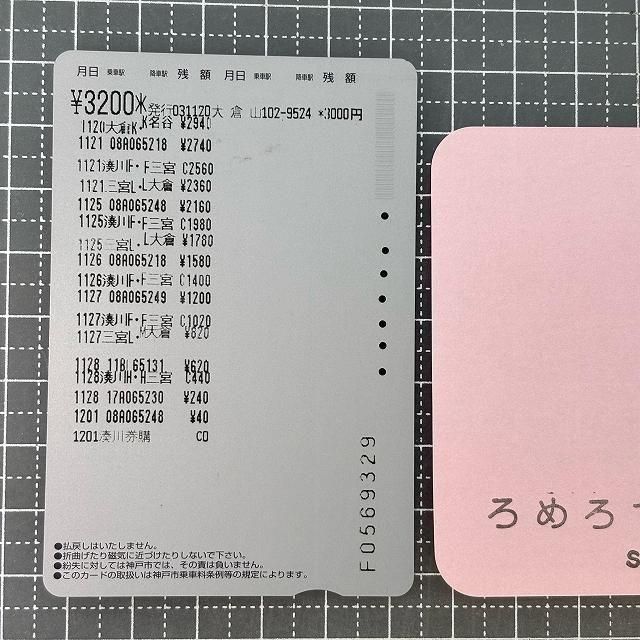 月日 乗車駅 降車駅 残額 月日 乗車駅 降車駅 残額
¥3200* 発行031120大 倉 山102-9524 *3000円
1120大倉K・K名谷 ¥2940
1121 08A065218 ¥2740
1121湊川F・F三宮 C2560
1121三宮L・L大倉 ¥2360
1125 08A065248 ¥2160
1125湊川F・F三宮 C1980
1125三宮L・L大倉 ¥1780
1126 08A065218 ¥1580
1126湊川F・F三宮 C1400
1127 08A065249 ¥1200
1127湊川F・F三宮 C1020
1127三宮L・M大倉 ¥820
1128 11B 65131 ¥620
1128湊川H・H三宮 C440
1128 17A065230 ¥240
1201 08A065248 ¥40
1201湊川券購 C0
F0569329
●払戻しはいたしません。
●折曲げたり磁気に近づけたりしないで下さい。
●紛失に対しては神戸市では、その責は負いません。
●このカードの取扱いは神戸市乗車料条例等の規定によります。
ろめろ
S